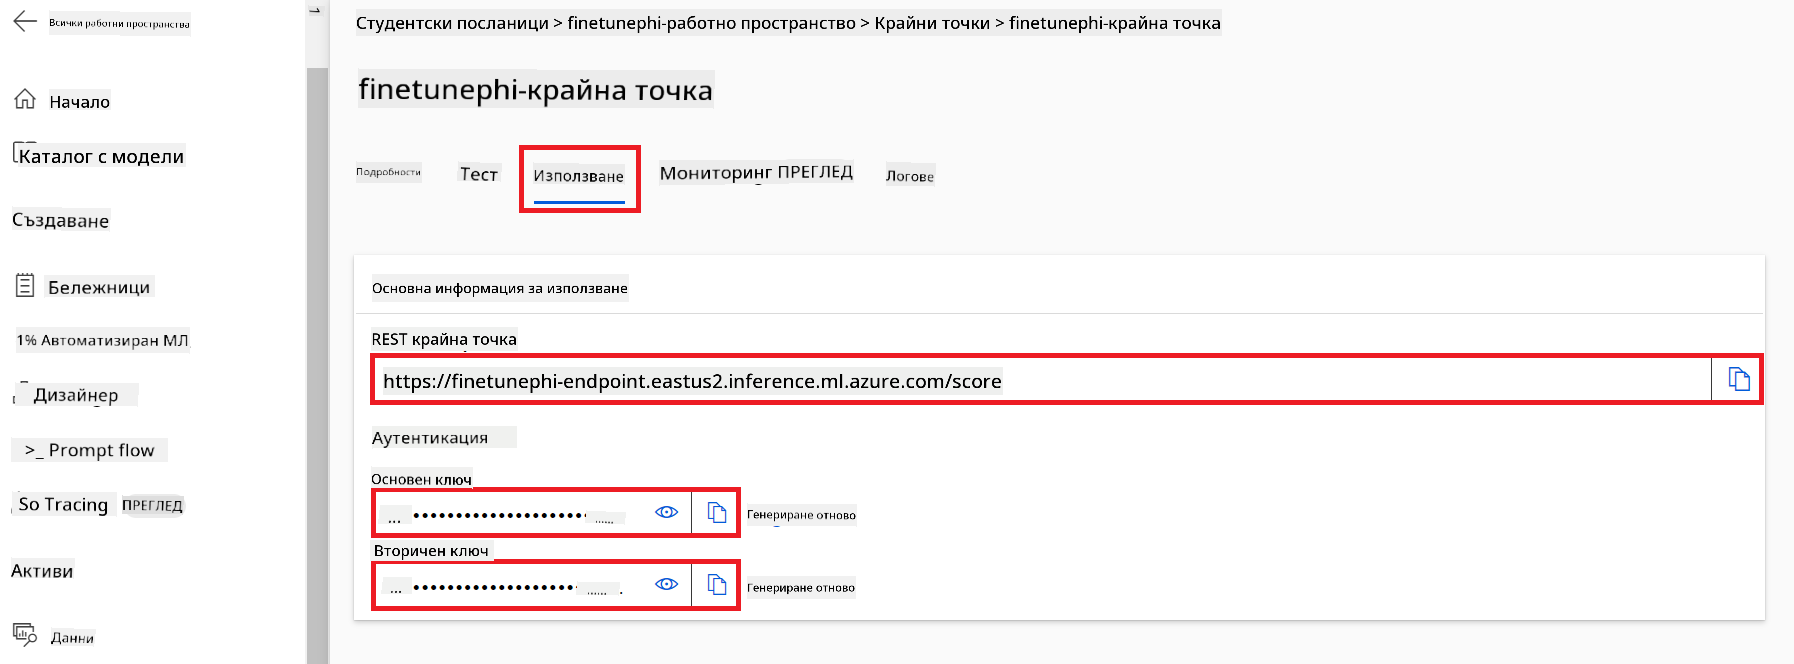 Всички работни пространства
Начало
Каталог с модели
Създаване
Бележници
1% Автоматизиран МЛ
Дизайнер
>_ Prompt flow
So Tracing ПРЕГЛЕД
Активи
Данни
Студентски посланици > finetunephi-работно пространство > Крайни точки > finetunephi-крайна точка
finetunephi-крайна точка
Подробности Тест Използване Мониторинг ПРЕГЛЕД Логове
Основна информация за използване
REST крайна точка
https://finetunephi-endpoint.eastus2.inference.ml.azure.com/score
Аутентикация
Основен ключ
Генериране отново
Вторичен ключ
Генериране отново